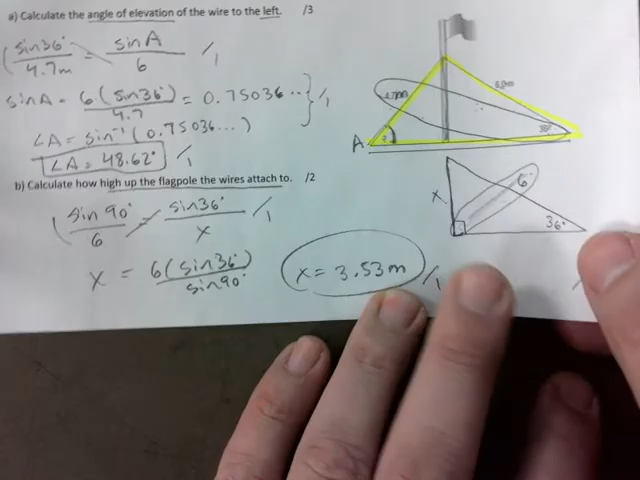 a) Calculate the angle of elevation of the wire to the left. /3
(sin36° / 4.7m = sinA / 6 /1
sinA = 6(sin36°) / 4.7 = 0.75036... /1
∠A = sin⁻¹(0.75036...)
∠A = 48.62° /1
b) Calculate how high up the flagpole the wires attach to. /2
(sin90° / 6 = sin36° / x /1
x = 6(sin36°) / sin90°
x = 3.53m /1
4.7m
6.0m
36°
A
?
x
6
36°